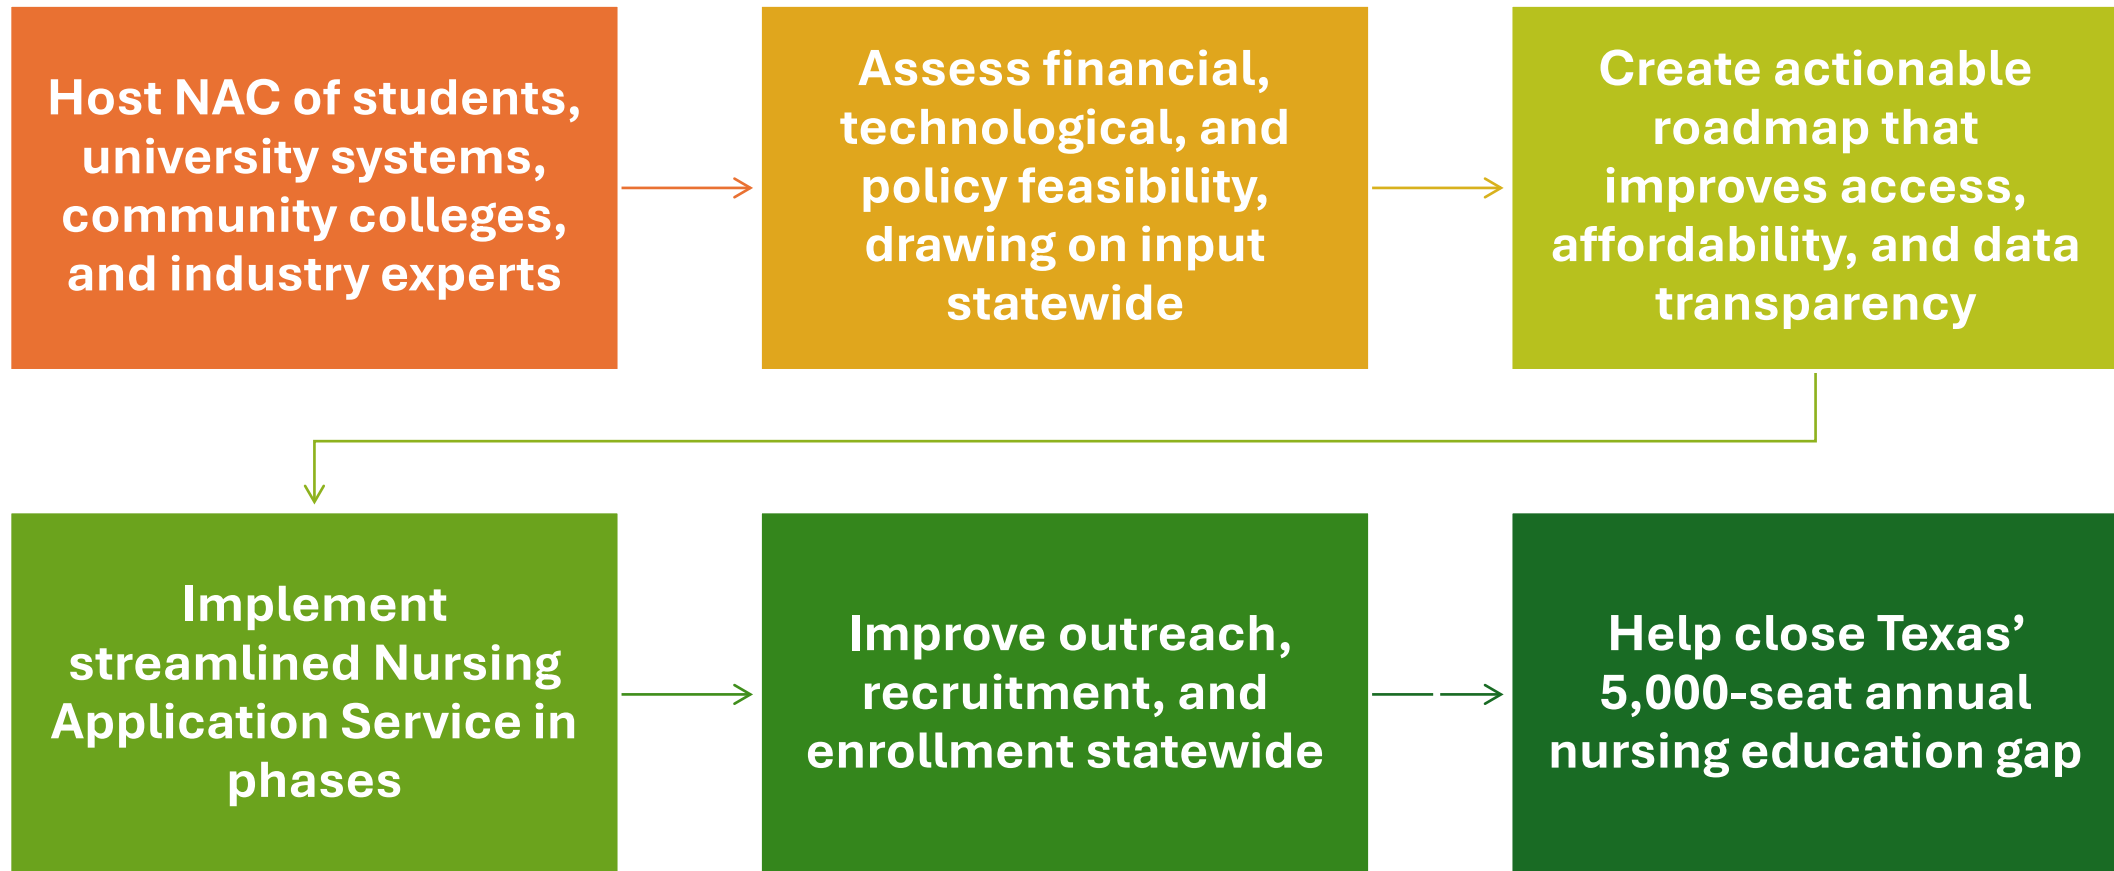 Host NAC of students,
university systems,
community colleges,
and industry experts
Assess financial,
technological, and
policy feasibility,
drawing on input
statewide
Create actionable
roadmap that
improves access,
affordability, and data
transparency
Implement
streamlined Nursing
Application Service in
phases
Improve outreach,
recruitment, and
enrollment statewide
Help close Texas’
5,000-seat annual
nursing education gap